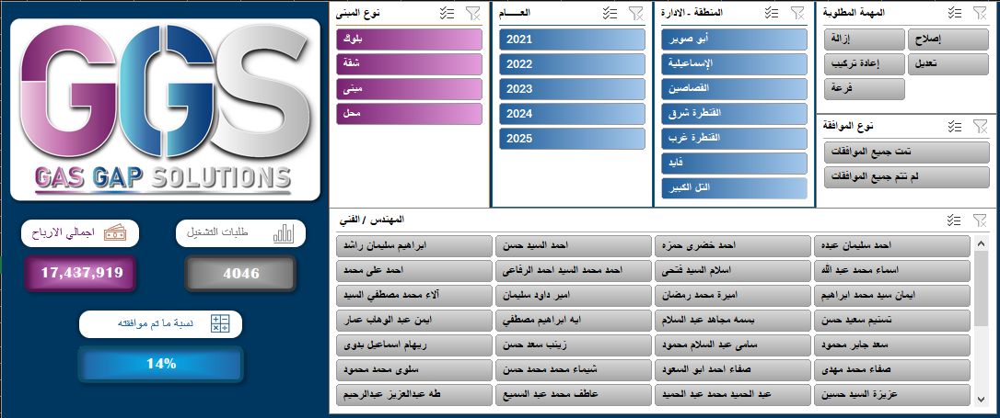 GGS
GAS GAP SOLUTIONS
اجمالي الارباح
17,437,919
طلبات التشغيل
4046
نسبة ما تم موافقته
14%
نوع المبنى
بلوك
شقة
مبنى
محل
العـــــام
2021
2022
2023
2024
2025
المنطقة - الادارة
أبو صوير
الإسماعيلية
القصاصين
القنطرة شرق
القنطرة غرب
فايد
التل الكبير
المهمة المطلوبة
إزالة
إصلاح
إعادة تركيب
تعديل
فرعة
نوع الموافقة
تمت جميع الموافقات
لم تتم جميع الموافقات
المهندس / الفني
ابراهيم سليمان راشد
احمد السيد حسن
احمد خضرى حمزه
احمد سليمان عبده
احمد على محمد
احمد محمد السيد احمد الرفاعى
اسلام السيد فتحى
اسماء محمد عبد الله
آلاء محمد مصطفي السيد
امير داود سليمان
اميرة محمد رمضان
ايمان سيد محمد ابراهيم
ايمن عبد الوهاب عمار
ايه ابراهيم مصطفي
بسمه مجاهد عبد السلام
تسنيم سعيد حسن
ريهام اسماعيل بدوى
زينب سعد حسن
سامى عبد السلام محمود
سعد جابر محمود
سلوى محمد محمود
شيماء محمد محمد حسن
صفاء احمد ابو السعود
صفاء محمد مهدى
طه عبدالعزيز عبدالرحيم
عاطف محمد عبد السميع
عبد الحميد محمد عبد الحميد
عزيزة السيد حسين